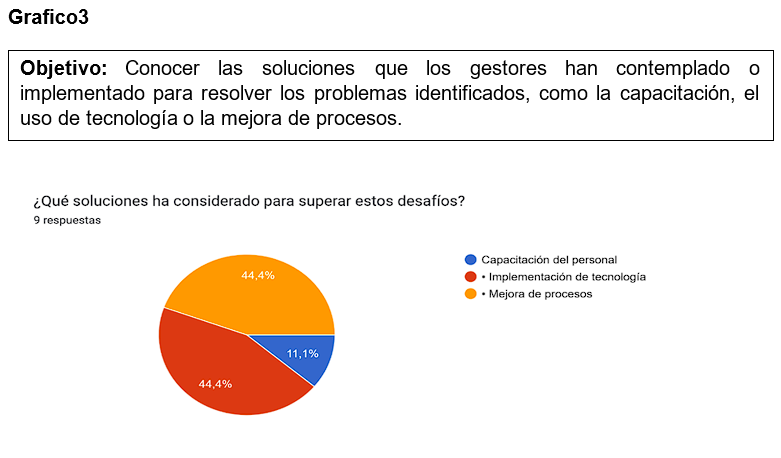 Grafico3
Objetivo: Conocer las soluciones que los gestores han contemplado o
implementado para resolver los problemas identificados, como la capacitación, el
uso de tecnología o la mejora de procesos.
¿Qué soluciones ha considerado para superar estos desafíos?
9 respuestas
44,4%
11,1%
44,4%
Capacitación del personal
• Implementación de tecnología
• Mejora de procesos